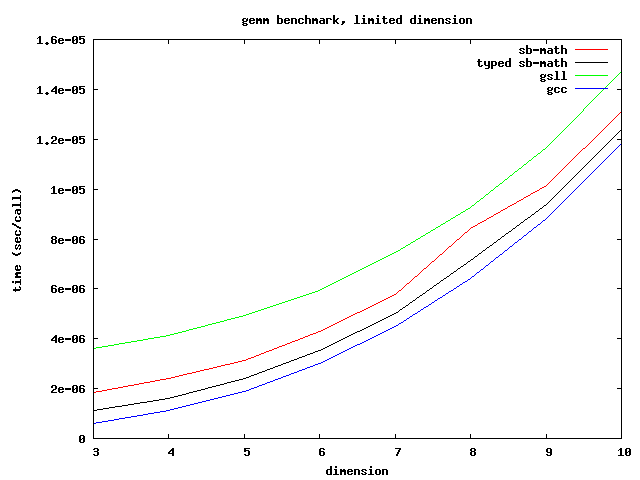 gemm benchmark, limited dimension
1.6e-05
1.4e-05
1.2e-05
1e-05
8e-06
6e-06
4e-06
2e-06
0
time (sec/call)
sb-math
typed sb-math
gsll
gcc
3 4 5 6 7 8 9 10
dimension